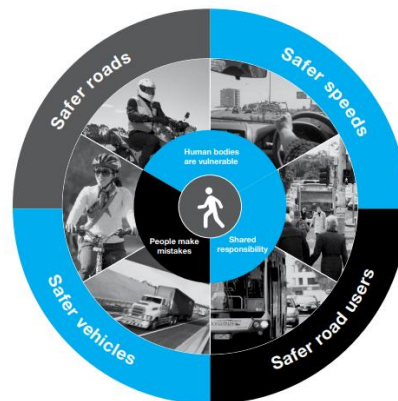 Safer roads
Safer speeds
Human bodies
are vulnerable
People make
mistakes
Shared
responsibility
Safer vehicles
Safer road users